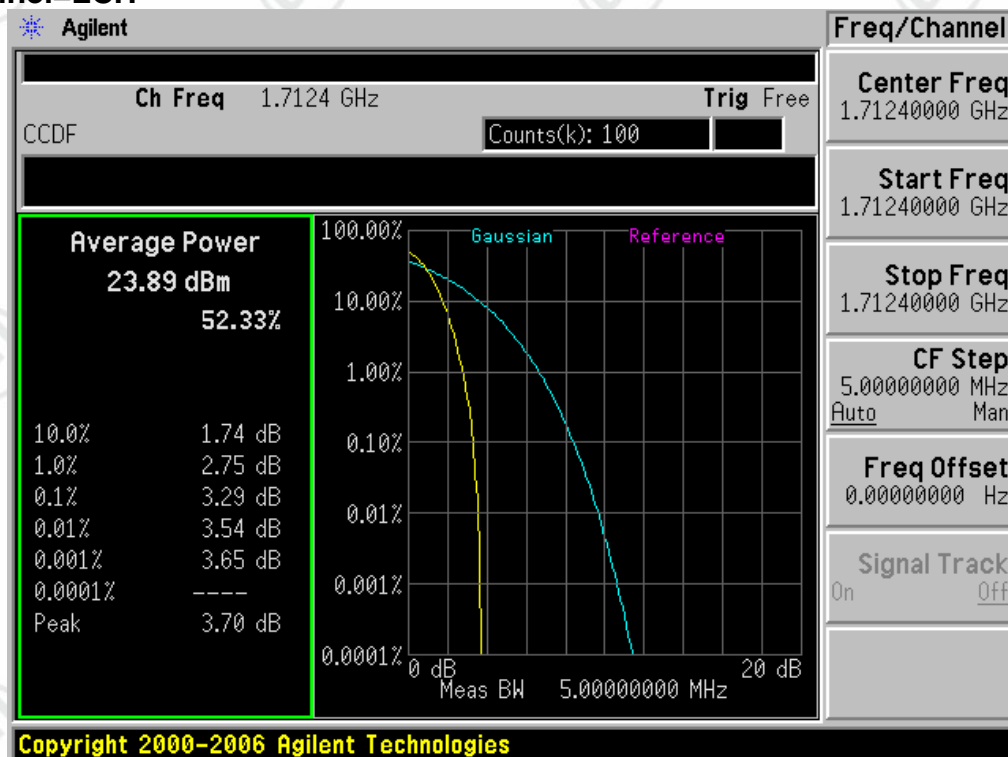 Agilent
Freq/Channel
Ch Freq 1.7124 GHz Trig Free
CCDF Counts(k): 100
Center Freq
1.71240000 GHz
Start Freq
1.71240000 GHz
Stop Freq
1.71240000 GHz
CF Step
5.00000000 MHz
Auto Man
Freq Offset
0.00000000 Hz
Signal Track
On Off
Average Power
23.89 dBm
52.33%
10.0% 1.74 dB
1.0% 2.75 dB
0.1% 3.29 dB
0.01% 3.54 dB
0.001% 3.65 dB
0.0001% ----
Peak 3.70 dB
Gaussian Reference
100.00%
10.00%
1.00%
0.10%
0.01%
0.001%
0.0001%
0 dB 20 dB
Meas BW 5.00000000 MHz
Copyright 2000-2006 Agilent Technologies